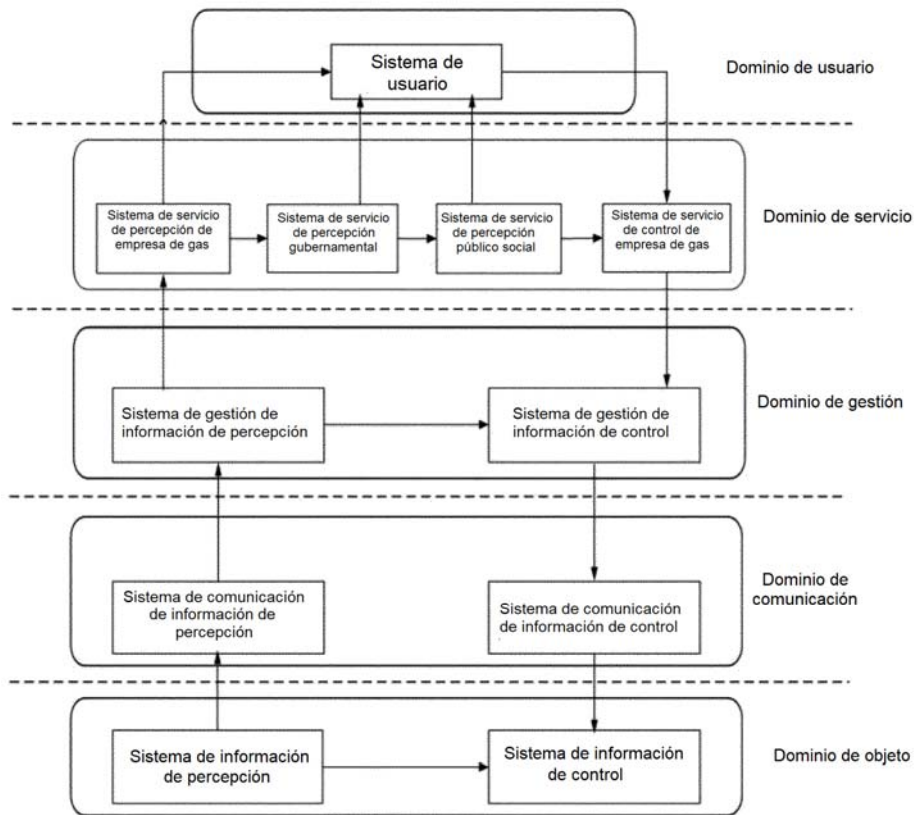 Sistema de
usuario
Dominio de usuario
Sistema de servicio
de percepción de
empresa de gas
Sistema de servicio
de percepción
gubernamental
Sistema de servicio
de percepción
público social
Sistema de servicio
de control de
empresa de gas
Dominio de servicio
Sistema de gestión de
información de percepción
Sistema de gestión de
información de control
Dominio de gestión
Sistema de comunicación
de información de
percepción
Sistema de comunicación
de información de control
Dominio de
comunicación
Sistema de información
de percepción
Sistema de información
de control
Dominio de objeto